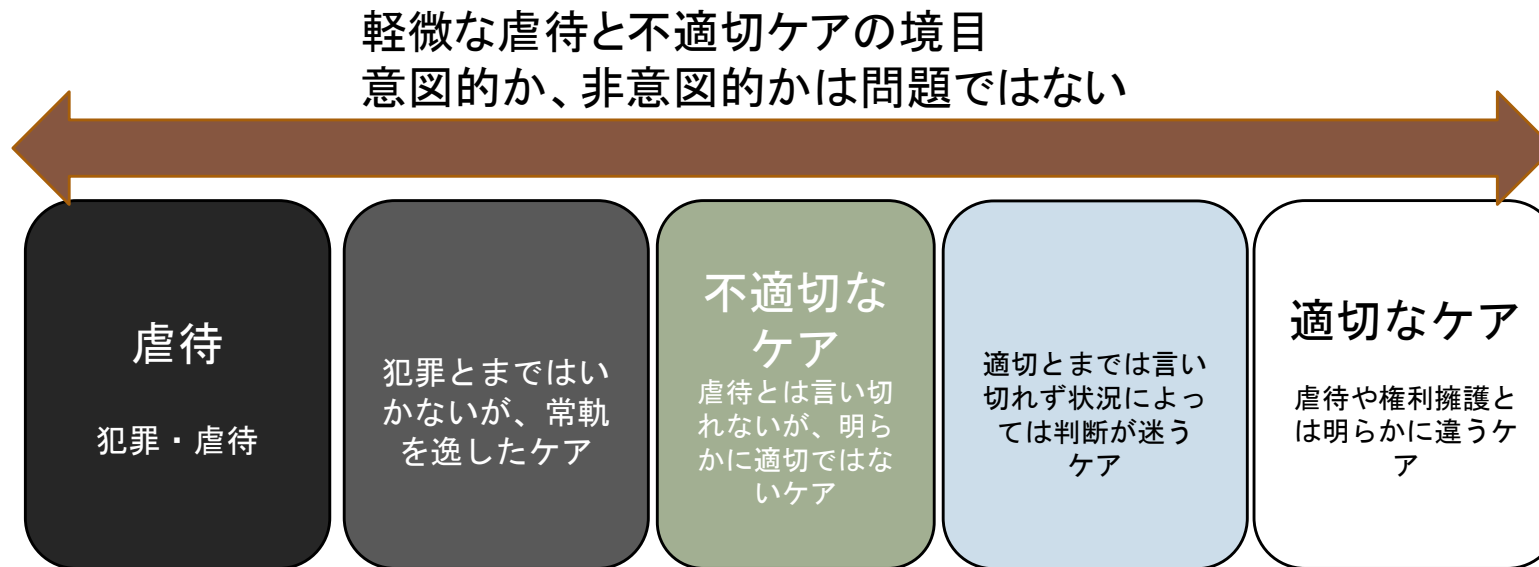 軽微な虐待と不適切ケアの境目
意図的か、非意図的かは問題ではない
虐待
犯罪・虐待
犯罪とまではい
かないが、常軌
を逸したケア
不適切な
ケア
虐待とは言い切
れないが、明ら
かに適切ではな
いケア
適切とまでは言い
切れず状況によっ
ては判断が迷う
ケア
適切なケア
虐待や権利擁護と
は明らかに違うケ
ア